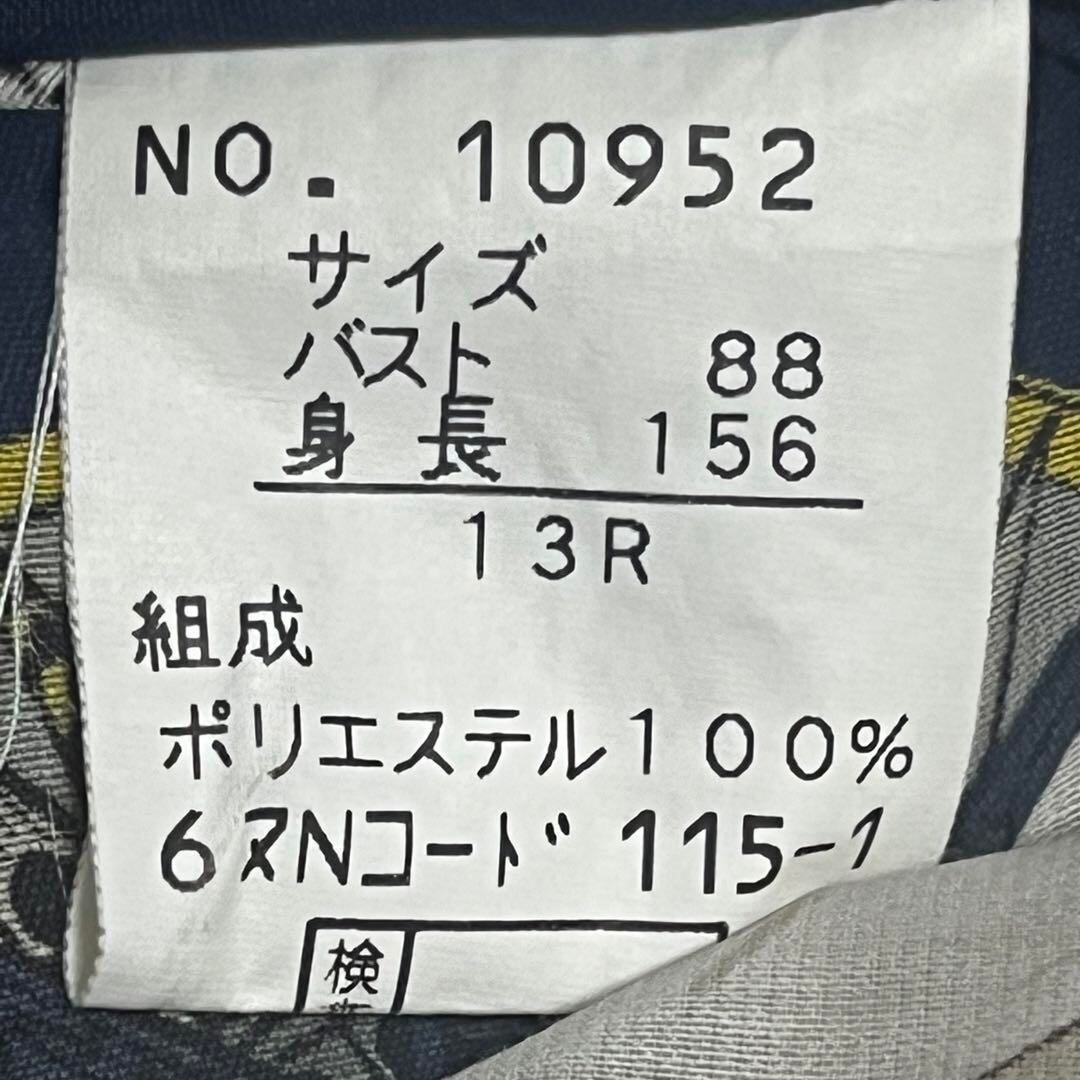 NO. 10952
サイズ
バスト 88
身長 156
13R
組成
ポリエステル100%
6ヌNコード 115-1
検